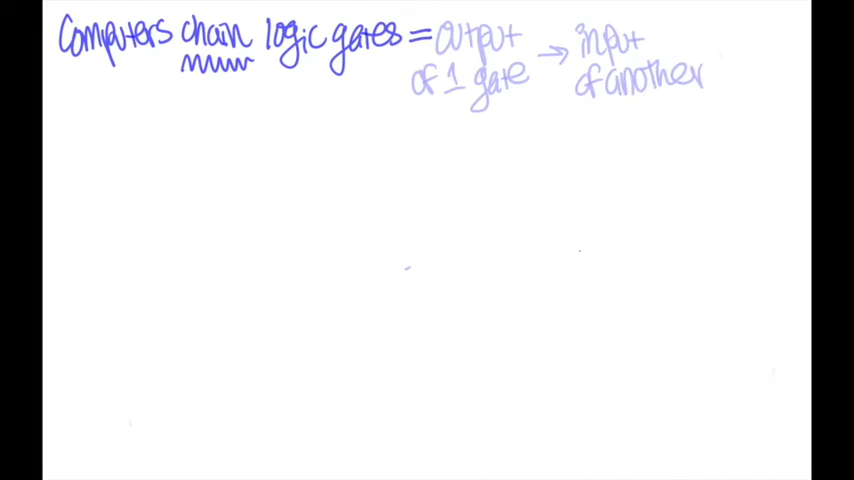 Computers chain logic gates = output → input
of 1 gate of another